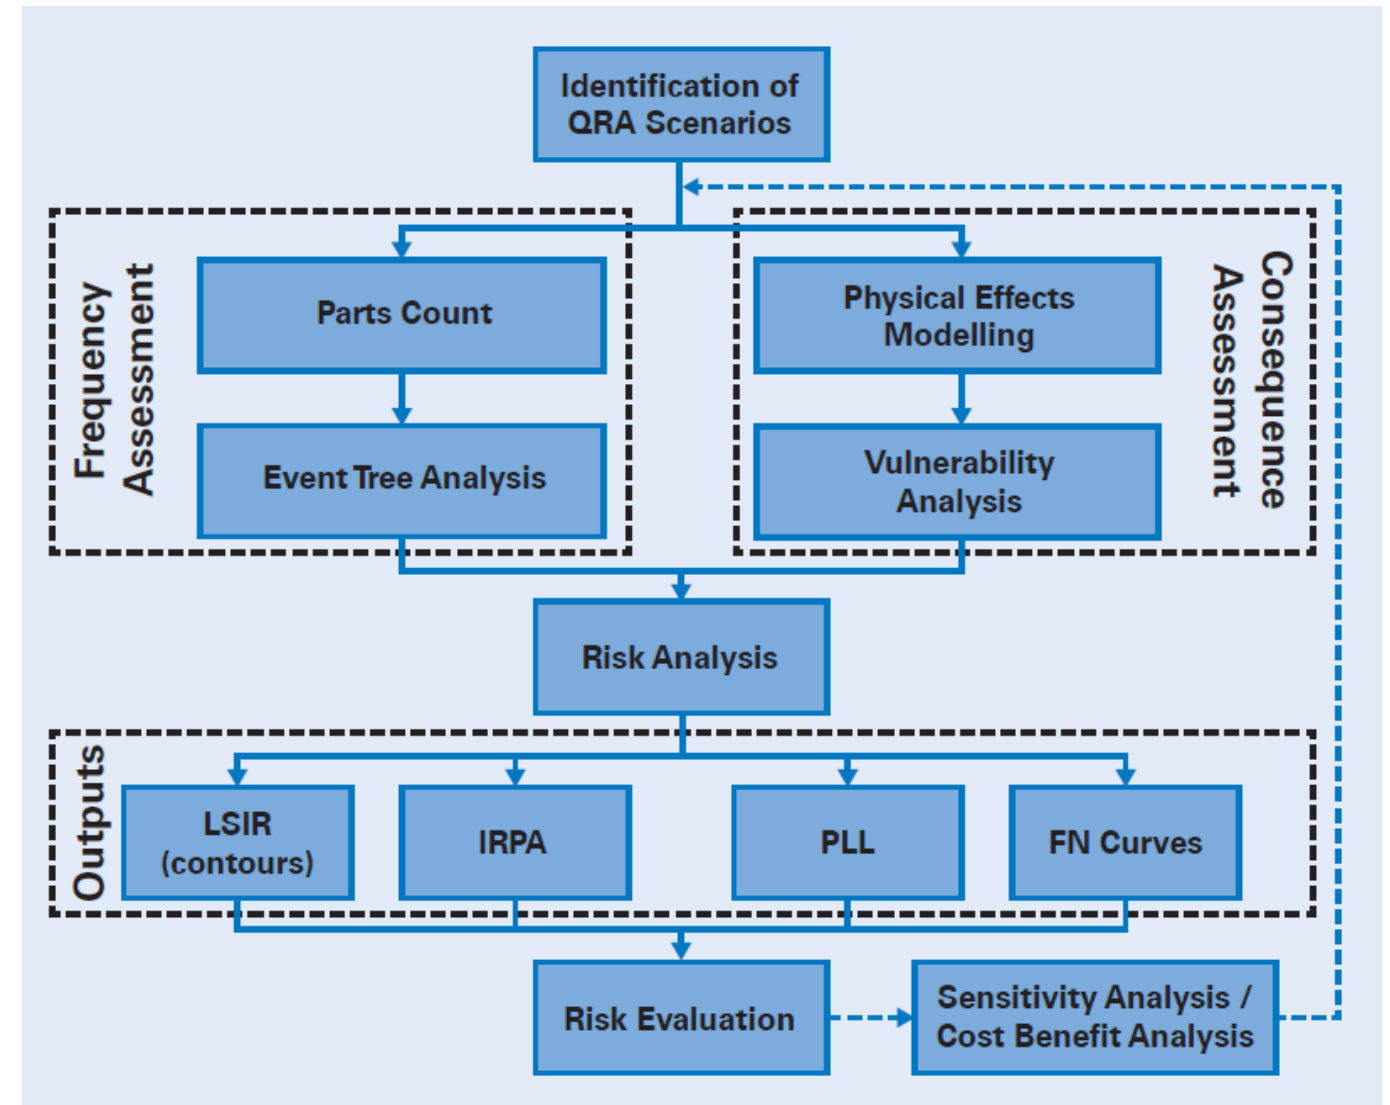 Identification of
QRA Scenarios
Frequency
Assessment
Parts Count
Event Tree Analysis
Physical Effects
Modelling
Vulnerability
Analysis
Consequence
Assessment
Risk Analysis
Outputs
LSIR
(contours)
IRPA
PLL
FN Curves
Risk Evaluation
Sensitivity Analysis /
Cost Benefit Analysis